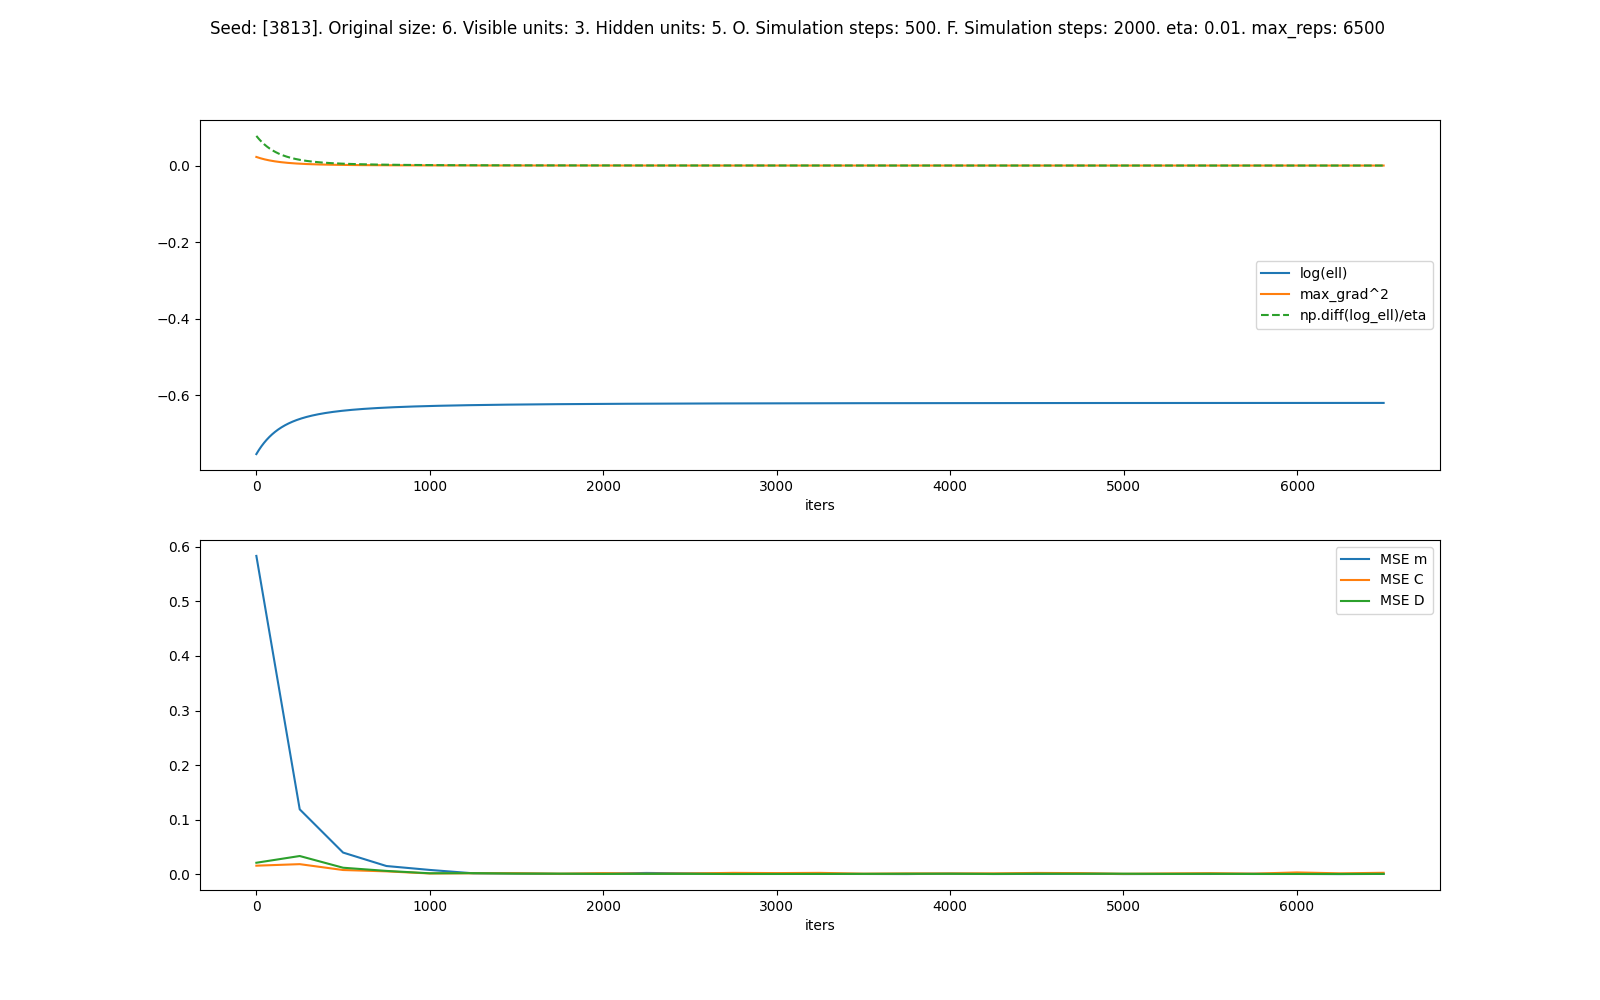 Seed: [3813]. Original size: 6. Visible units: 3. Hidden units: 5. O. Simulation steps: 500. F. Simulation steps: 2000. eta: 0.01. max_reps: 6500
0.0
−0.2
−0.4
−0.6
log(ell)
max_grad^2
np.diff(log_ell)/eta
0 1000 2000 3000 4000 5000 6000
iters
0.6
0.5
0.4
0.3
0.2
0.1
0.0
MSE m
MSE C
MSE D
0 1000 2000 3000 4000 5000 6000
iters